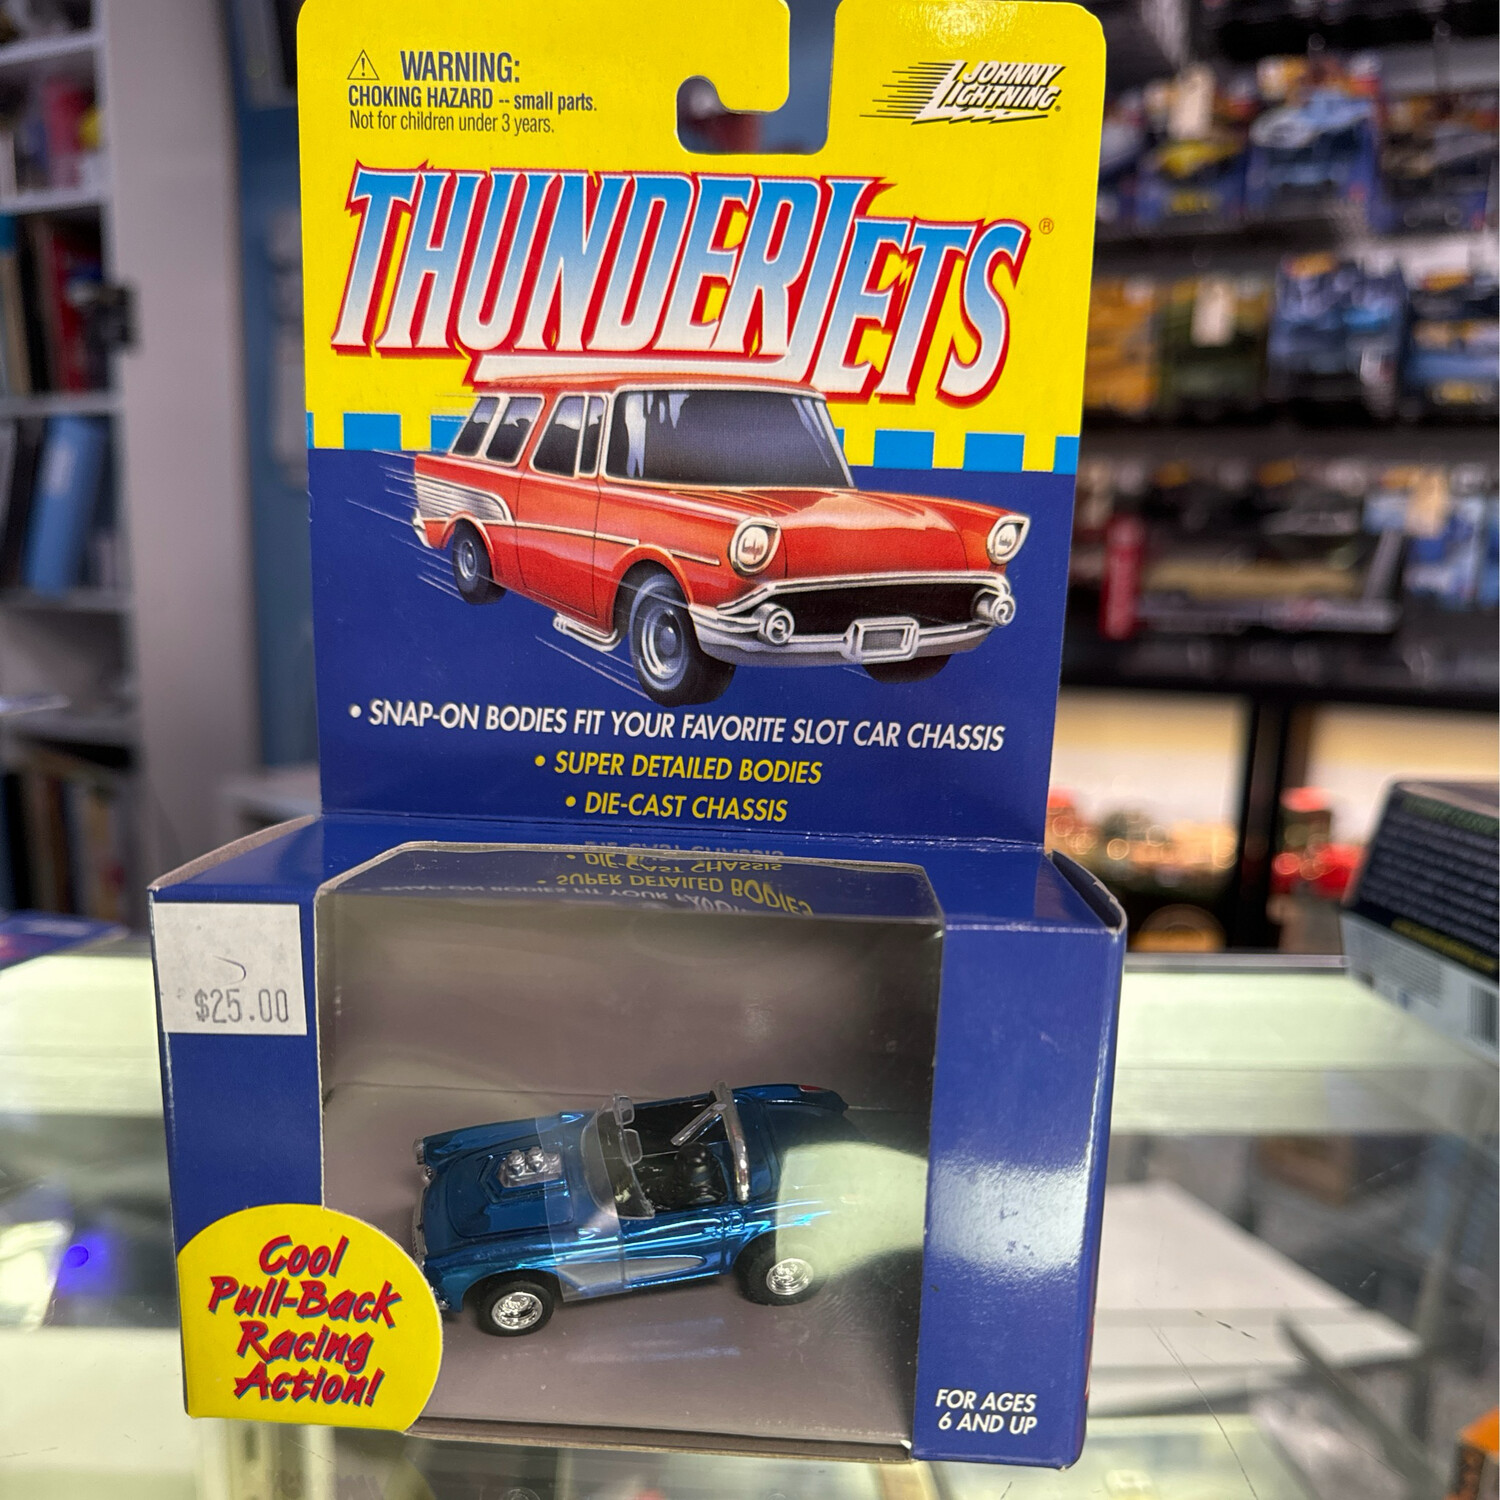 WARNING:
CHOKING HAZARD -- small parts.
Not for children under 3 years.
JOHNNY
LIGHTNING®
THUNDERJETS®
• SNAP-ON BODIES FIT YOUR FAVORITE SLOT CAR CHASSIS
• SUPER DETAILED BODIES
• DIE-CAST CHASSIS
$25.00
Cool
Pull-Back
Racing
Action!
FOR AGES
6 AND UP